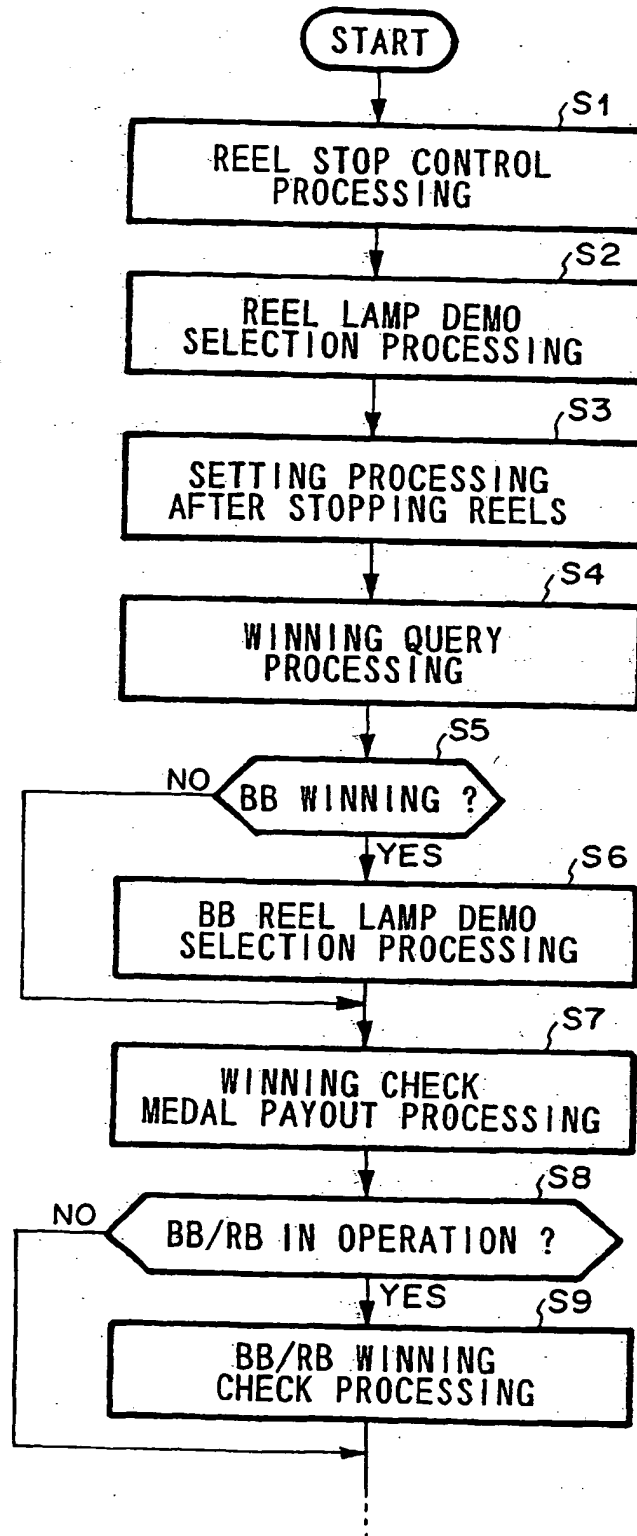 START
S1
REEL STOP CONTROL
PROCESSING
S2
REEL LAMP DEMO
SELECTION PROCESSING
S3
SETTING PROCESSING
AFTER STOPPING REELS
S4
WINNING QUERY
PROCESSING
S5
NO
BB WINNING ?
YES
S6
BB REEL LAMP DEMO
SELECTION PROCESSING
S7
WINNING CHECK
MEDAL PAYOUT PROCESSING
S8
NO
BB/RB IN OPERATION ?
YES
S9
BB/RB WINNING
CHECK PROCESSING